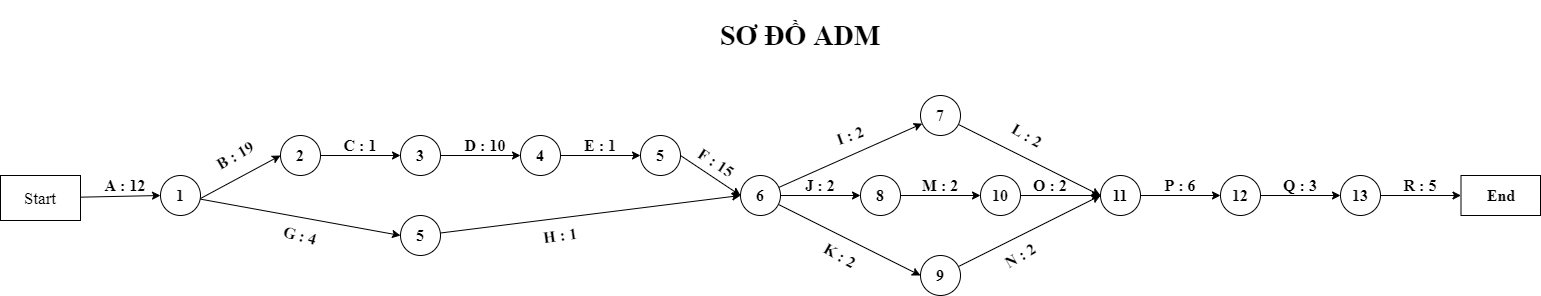 SƠ ĐỒ ADM
Start
A : 12
1
B : 19
2
C : 1
3
D : 10
4
E : 1
5
F : 15
G : 4
5
H : 1
6
I : 2
7
L : 2
J : 2
8
M : 2
10
O : 2
K : 2
9
N : 2
11
P : 6
12
Q : 3
13
R : 5
End